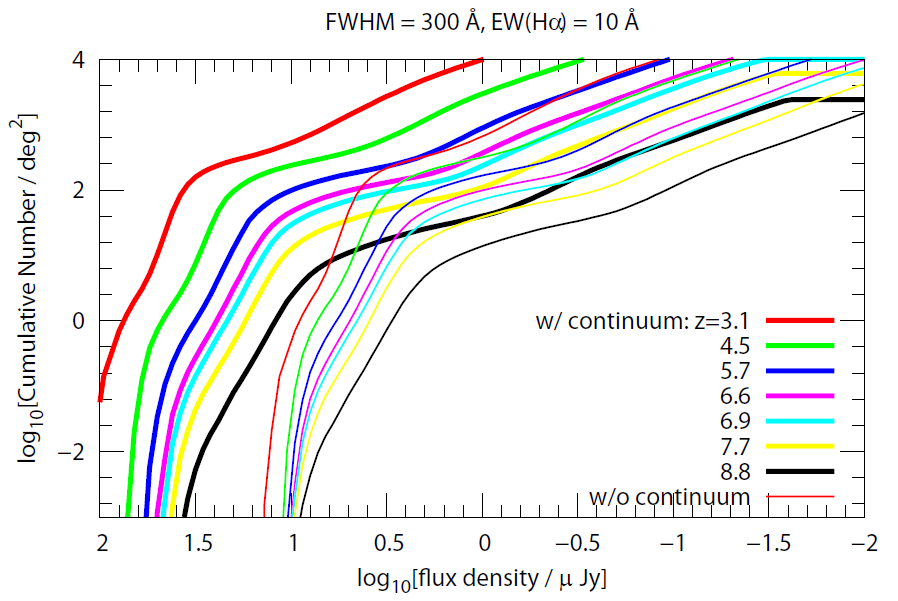 FWHM = 300 Å, EW(Hα) = 10 Å
log10[Cumulative Number / deg2]
4
2
0
−2
w/ continuum: z=3.1
4.5
5.7
6.6
6.9
7.7
8.8
w/o continuum
2 1.5 1 0.5 0 −0.5 −1 −1.5 −2
log10[flux density / μ Jy]